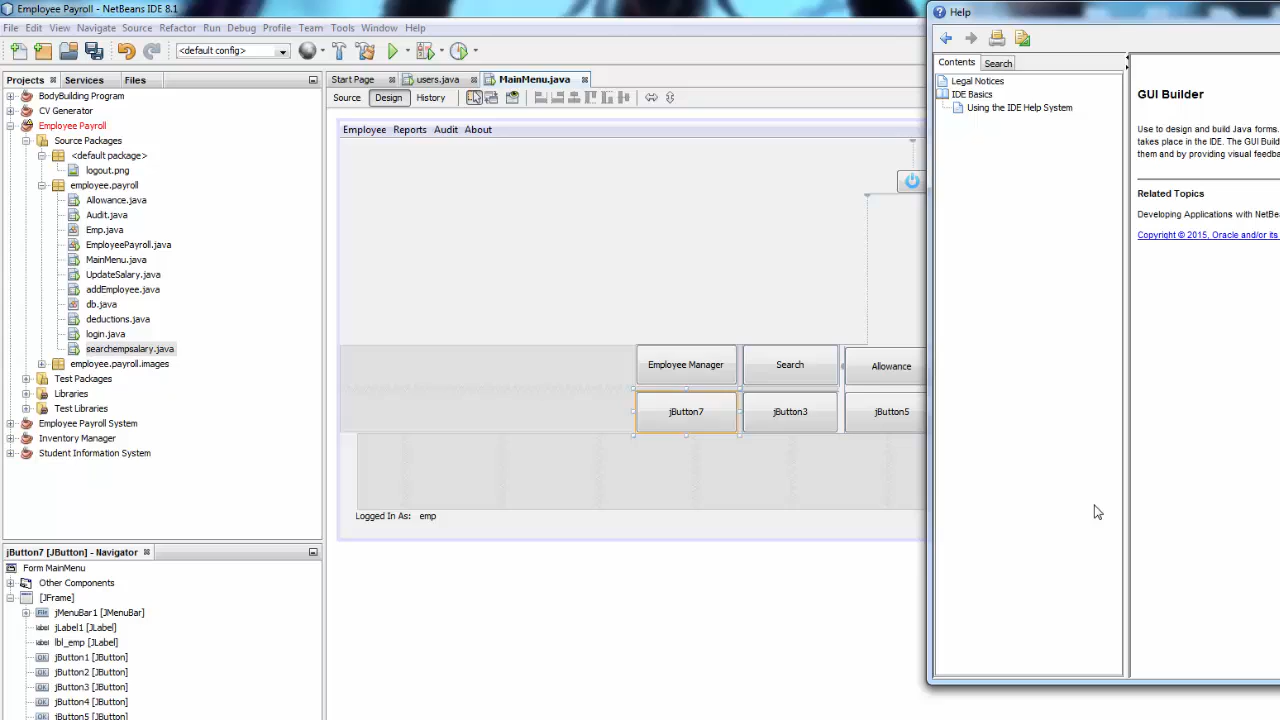 Employee Payroll - NetBeans IDE 8.1
File Edit View Navigate Source Refactor Run Debug Profile Team Tools Window Help
<default config>
Projects Services Files
BodyBuilding Program
CV Generator
Employee Payroll
Source Packages
<default package>
logout.png
employee.payroll
Allowance.java
Audit.java
Emp.java
EmployeePayroll.java
MainMenu.java
UpdateSalary.java
addEmployee.java
db.java
deductions.java
login.java
searchempsalary.java
employee.payroll.images
Test Packages
Libraries
Test Libraries
Employee Payroll System
Inventory Manager
Student Information System
jButton7 [JButton] - Navigator
Form MainMenu
Other Components
[JFrame]
jMenuBar1 [JMenuBar]
jLabel1 [JLabel]
lbl_emp [JLabel]
jButton1 [JButton]
jButton2 [JButton]
jButton3 [JButton]
jButton4 [JButton]
jButton5 [JButton]
Start Page users.java MainMenu.java
Source Design History
Employee Reports Audit About
Employee Manager Search Allowance
jButton7 jButton3 jButton5
Logged In As: emp
Help
Contents Search
Legal Notices
IDE Basics
Using the IDE Help System
GUI Builder
Use to design and build Java forms.
takes place in the IDE. The GUI Build
them and by providing visual feedba
Related Topics
Developing Applications with NetBea
Copyright © 2015, Oracle and/or its